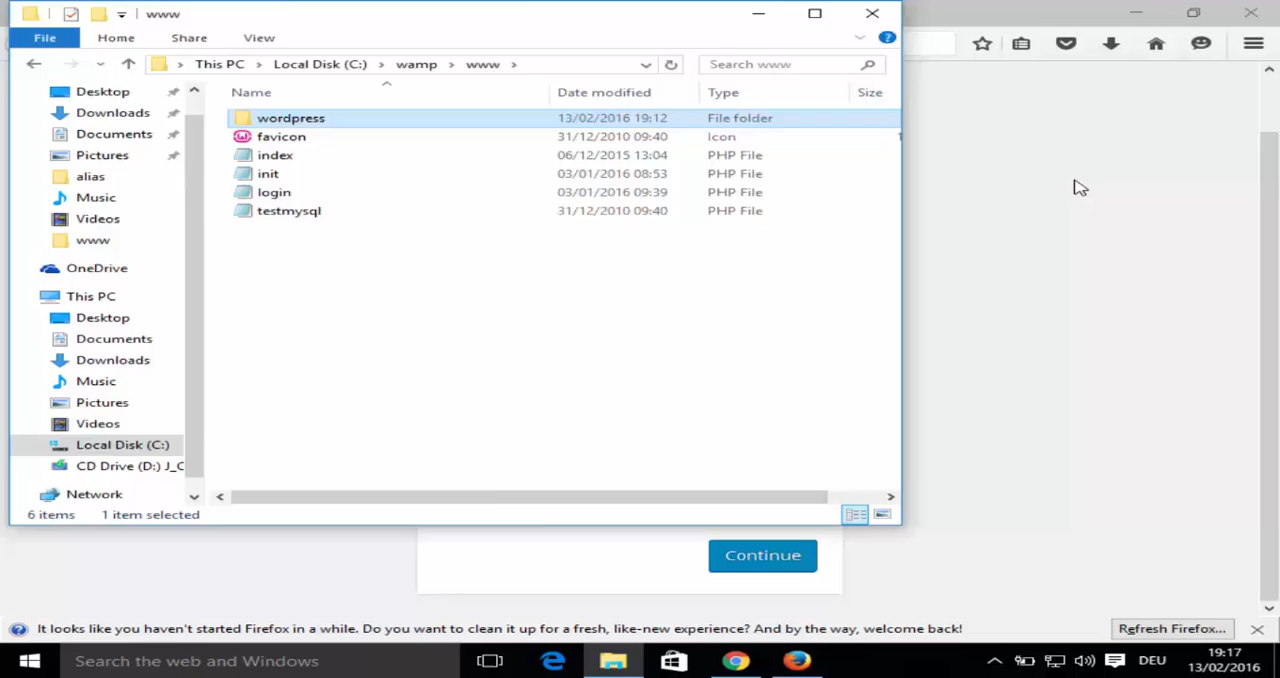 www
File Home Share View
This PC Local Disk (C:) wamp www Search www
Name Date modified Type Size
Desktop
Downloads
Documents
Pictures
alias
Music
Videos
www
OneDrive
This PC
Desktop
Documents
Downloads
Music
Pictures
Videos
Local Disk (C:)
CD Drive (D:) J_C
Network
wordpress 13/02/2016 19:12 File folder
favicon 31/12/2010 09:40 Icon 1
index 06/12/2015 13:04 PHP File
init 03/01/2016 08:53 PHP File
login 03/01/2016 09:39 PHP File
testmysql 31/12/2010 09:40 PHP File
6 items 1 item selected
Continue
It looks like you haven't started Firefox in a while. Do you want to clean it up for a fresh, like-new experience? And by the way, welcome back! Refresh Firefox...
Search the web and Windows
DEU
19:17
13/02/2016